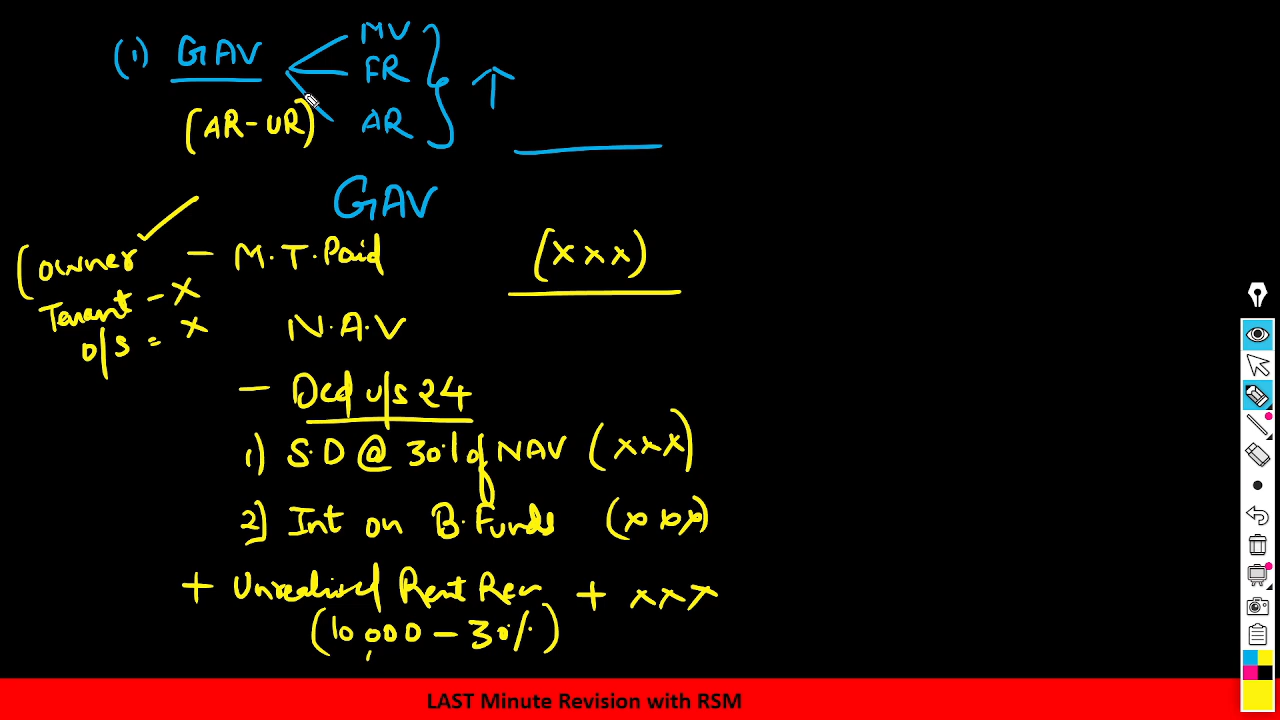 (1) GAV
MV
FR
AR
(AR-UR)
GAV
(owner - M.T.Paid (xxx)
Tenant - X
o/s = X
N.A.V
- Ded u/s 24
1) S.D @ 30% of NAV (xxx)
2) Int on B.Funds (xxx)
+ Unrealised Rent Rec + xxx
(10,000 - 30%)
LAST Minute Revision with RSM